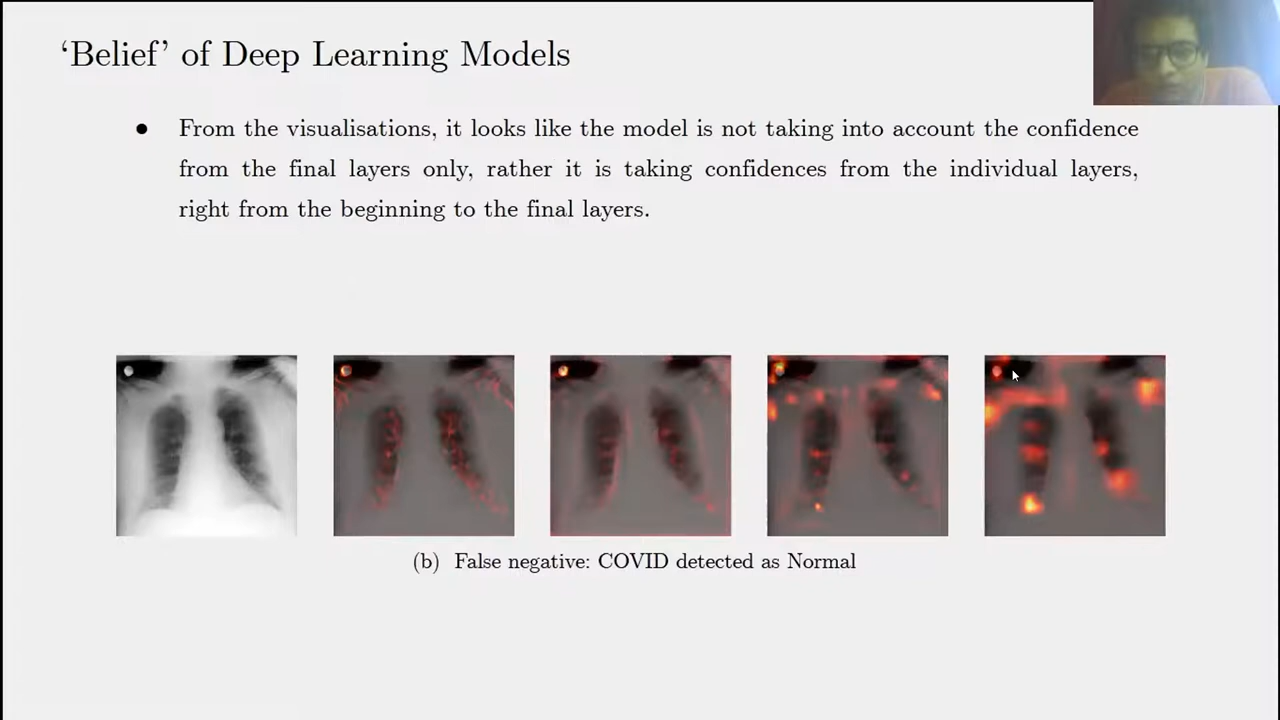 ‘Belief’ of Deep Learning Models
● From the visualisations, it looks like the model is not taking into account the confidence
from the final layers only, rather it is taking confidences from the individual layers,
right from the beginning to the final layers.
(b) False negative: COVID detected as Normal